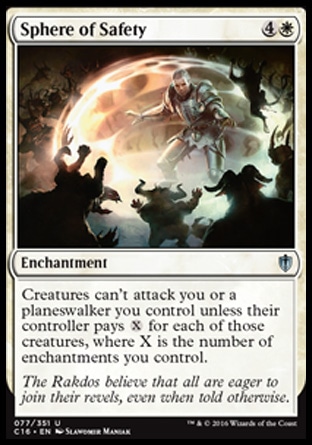 Sphere of Safety 4
Enchantment
Creatures can't attack you or a
planeswalker you control unless their
controller pays X for each of those
creatures, where X is the number of
enchantments you control.
The Rakdos believe that all are eager to
join their revels, even when told otherwise.
077/351 U
C16 • EN SLAWOMIR MANIAK
™ & © 2016 Wizards of the Coast